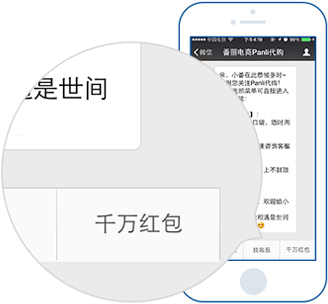 是世间
千万红包
微信
番丽电商Panli代购
小番在此恭候多时~
您关注Panli代购!
部菜单可直接进入
】:
口袋，随时淘
速咨询客服
上不封顶
欢迎给小
相遇是世间
找客服
千万红包